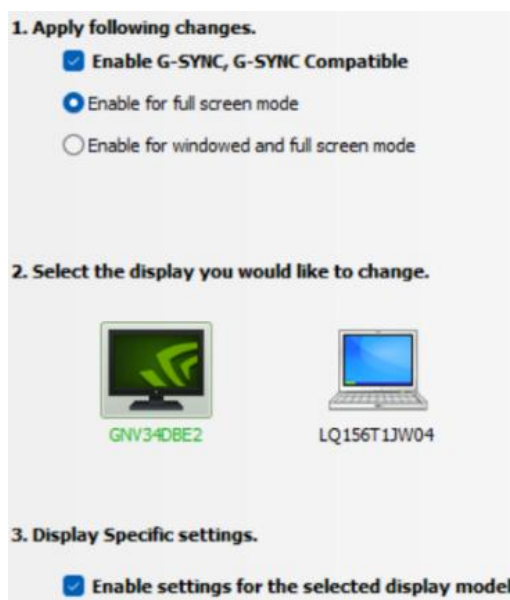 1. Apply following changes.
Enable G-SYNC, G-SYNC Compatible
Enable for full screen mode
Enable for windowed and full screen mode
2. Select the display you would like to change.
GNV34DBE2 LQ156T1JW04
3. Display Specific settings.
Enable settings for the selected display model